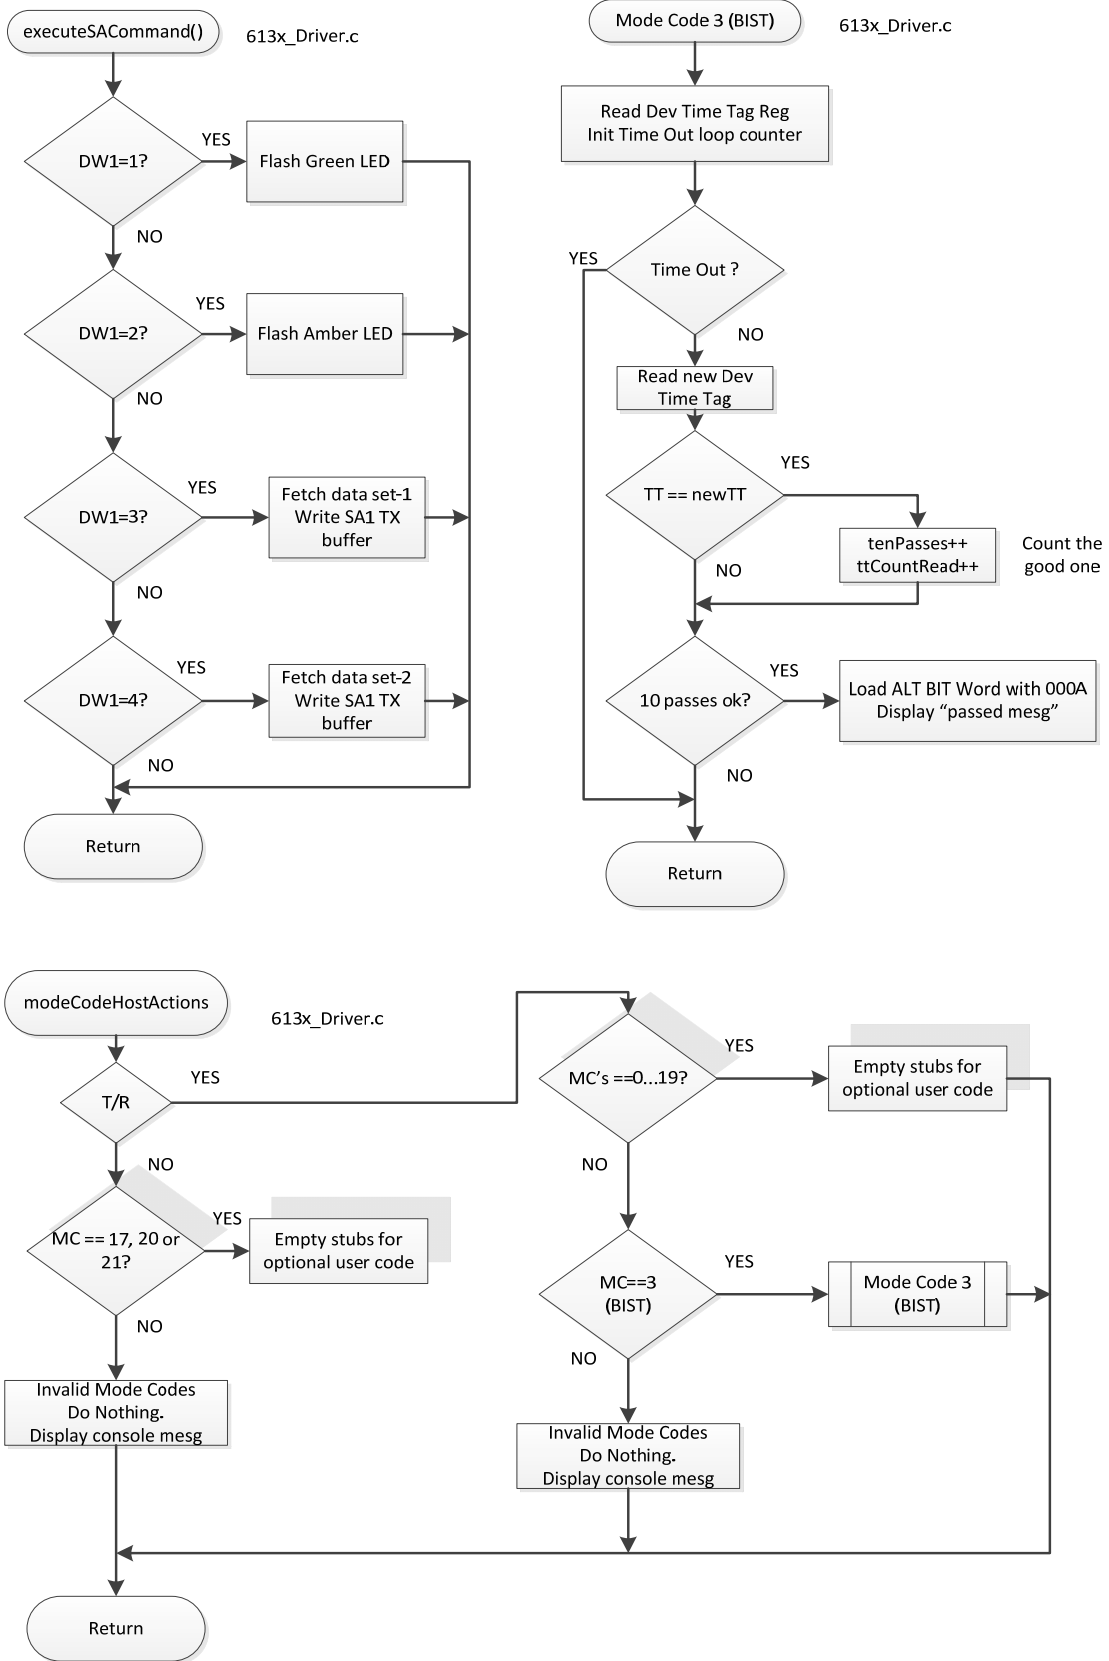 executeSACommand()
613x_Driver.c
DW1=1?
YES
Flash Green LED
NO
DW1=2?
YES
Flash Amber LED
NO
DW1=3?
YES
Fetch data set-1
Write SA1 TX
buffer
NO
DW1=4?
YES
Fetch data set-2
Write SA1 TX
buffer
NO
Return
Mode Code 3 (BIST)
613x_Driver.c
Read Dev Time Tag Reg
Init Time Out loop counter
Time Out ?
YES
NO
Read new Dev
Time Tag
TT == newTT
YES
tenPasses++
ttCountRead++
Count the
good one
NO
10 passes ok?
YES
Load ALT BIT Word with 000A
Display “passed mesg”
NO
Return
modeCodeHostActions
613x_Driver.c
T/R
YES
NO
MC == 17, 20 or
21?
YES
Empty stubs for
optional user code
NO
Invalid Mode Codes
Do Nothing.
Display console mesg
Return
MC’s ==0...19?
YES
Empty stubs for
optional user code
NO
MC==3
(BIST)
YES
Mode Code 3
(BIST)
NO
Invalid Mode Codes
Do Nothing.
Display console mesg